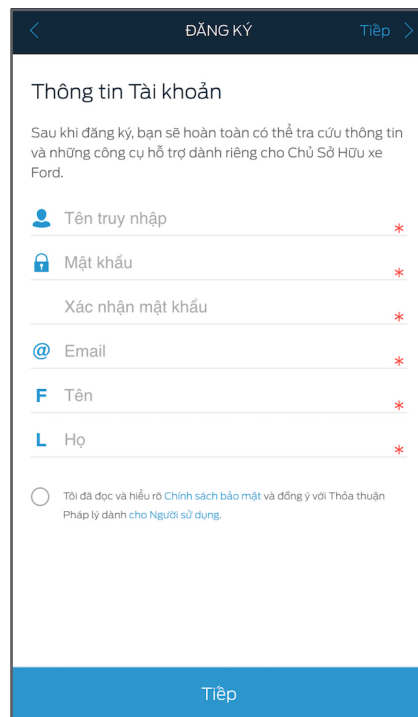 ĐĂNG KÝ Tiếp
Thông tin Tài khoản
Sau khi đăng ký, bạn sẽ hoàn toàn có thể tra cứu thông tin
và những công cụ hỗ trợ dành riêng cho Chủ Sở Hữu xe
Ford.
Tên truy nhập *
Mật khẩu *
Xác nhận mật khẩu *
@ Email *
F Tên *
L Họ *
Tôi đã đọc và hiểu rõ Chính sách bảo mật và đồng ý với Thỏa thuận
Pháp lý dành cho Người sử dụng.
Tiếp